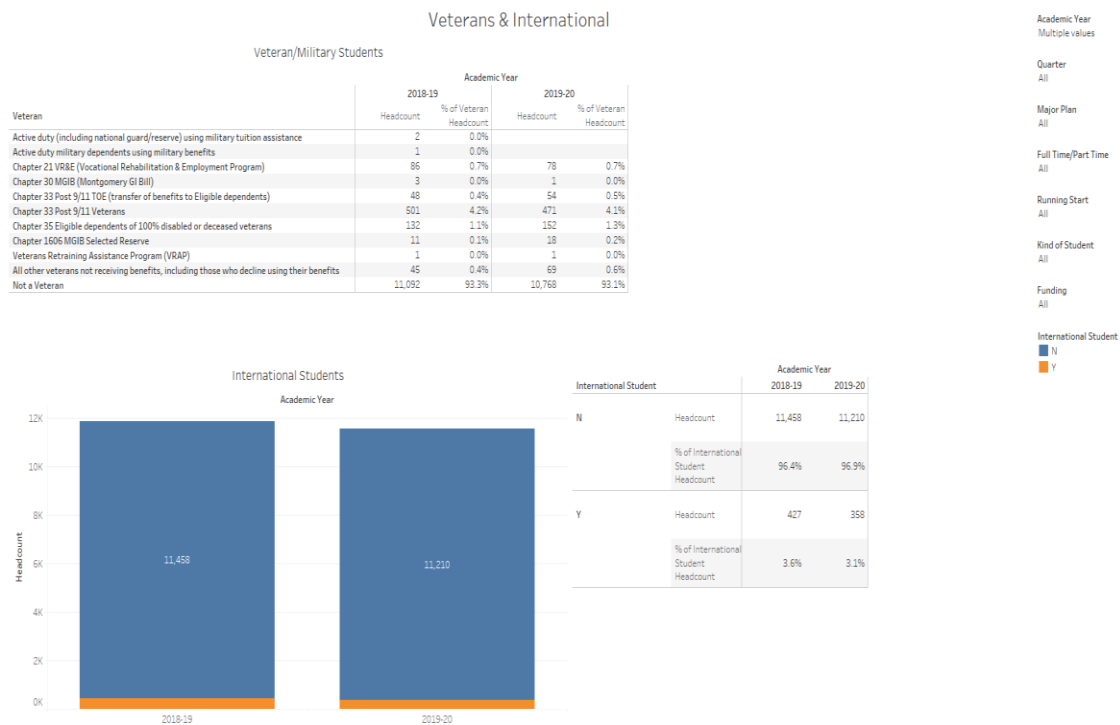 Veterans & International
Veteran/Military Students
Academic Year
2018-19 2019-20
Veteran Headcount % of Veteran Headcount Headcount % of Veteran Headcount
Active duty (including national guard/reserve) using military tuition assistance 2 0.0%
Active duty military dependents using military benefits 1 0.0%
Chapter 21 VR&E (Vocational Rehabilitation & Employment Program) 86 0.7% 78 0.7%
Chapter 30 MGIB (Montgomery GI Bill) 3 0.0% 1 0.0%
Chapter 33 Post 9/11 TOE (transfer of benefits to Eligible dependents) 48 0.4% 54 0.5%
Chapter 33 Post 9/11 Veterans 501 4.2% 471 4.1%
Chapter 35 Eligible dependents of 100% disabled or deceased veterans 132 1.1% 152 1.3%
Chapter 1606 MGIB Selected Reserve 11 0.1% 18 0.2%
Veterans Retraining Assistance Program (VRAP) 1 0.0% 1 0.0%
All other veterans not receiving benefits, including those who decline using their benefits 45 0.4% 69 0.6%
Not a Veteran 11,092 93.3% 10,768 93.1%
International Students
Academic Year
12K
10K
8K
6K
4K
2K
0K
Headcount
11,458
11,210
2018-19
2019-20
Academic Year
International Student 2018-19 2019-20
N Headcount 11,458 11,210
% of International
Student 96.4% 96.9%
Headcount
Y Headcount 427 358
% of International
Student 3.6% 3.1%
Headcount
Academic Year
Multiple values
Quarter
All
Major Plan
All
Full Time/Part Time
All
Running Start
All
Kind of Student
All
Funding
All
International Student
N
Y